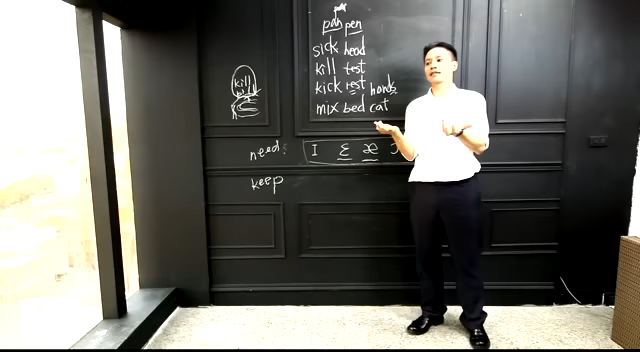 pan pen
sick head
kill test
kick rest hands
mix bed cat
kill
need:
I ɛ æ
keep